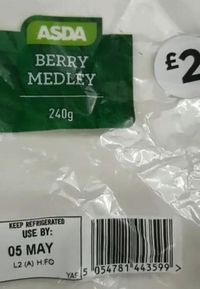 ASDA
BERRY
MEDLEY
240g
£2
KEEP REFRIGERATED
USE BY:
05 MAY
L2 (A) H:FO
YAF
5 054781 443599 >